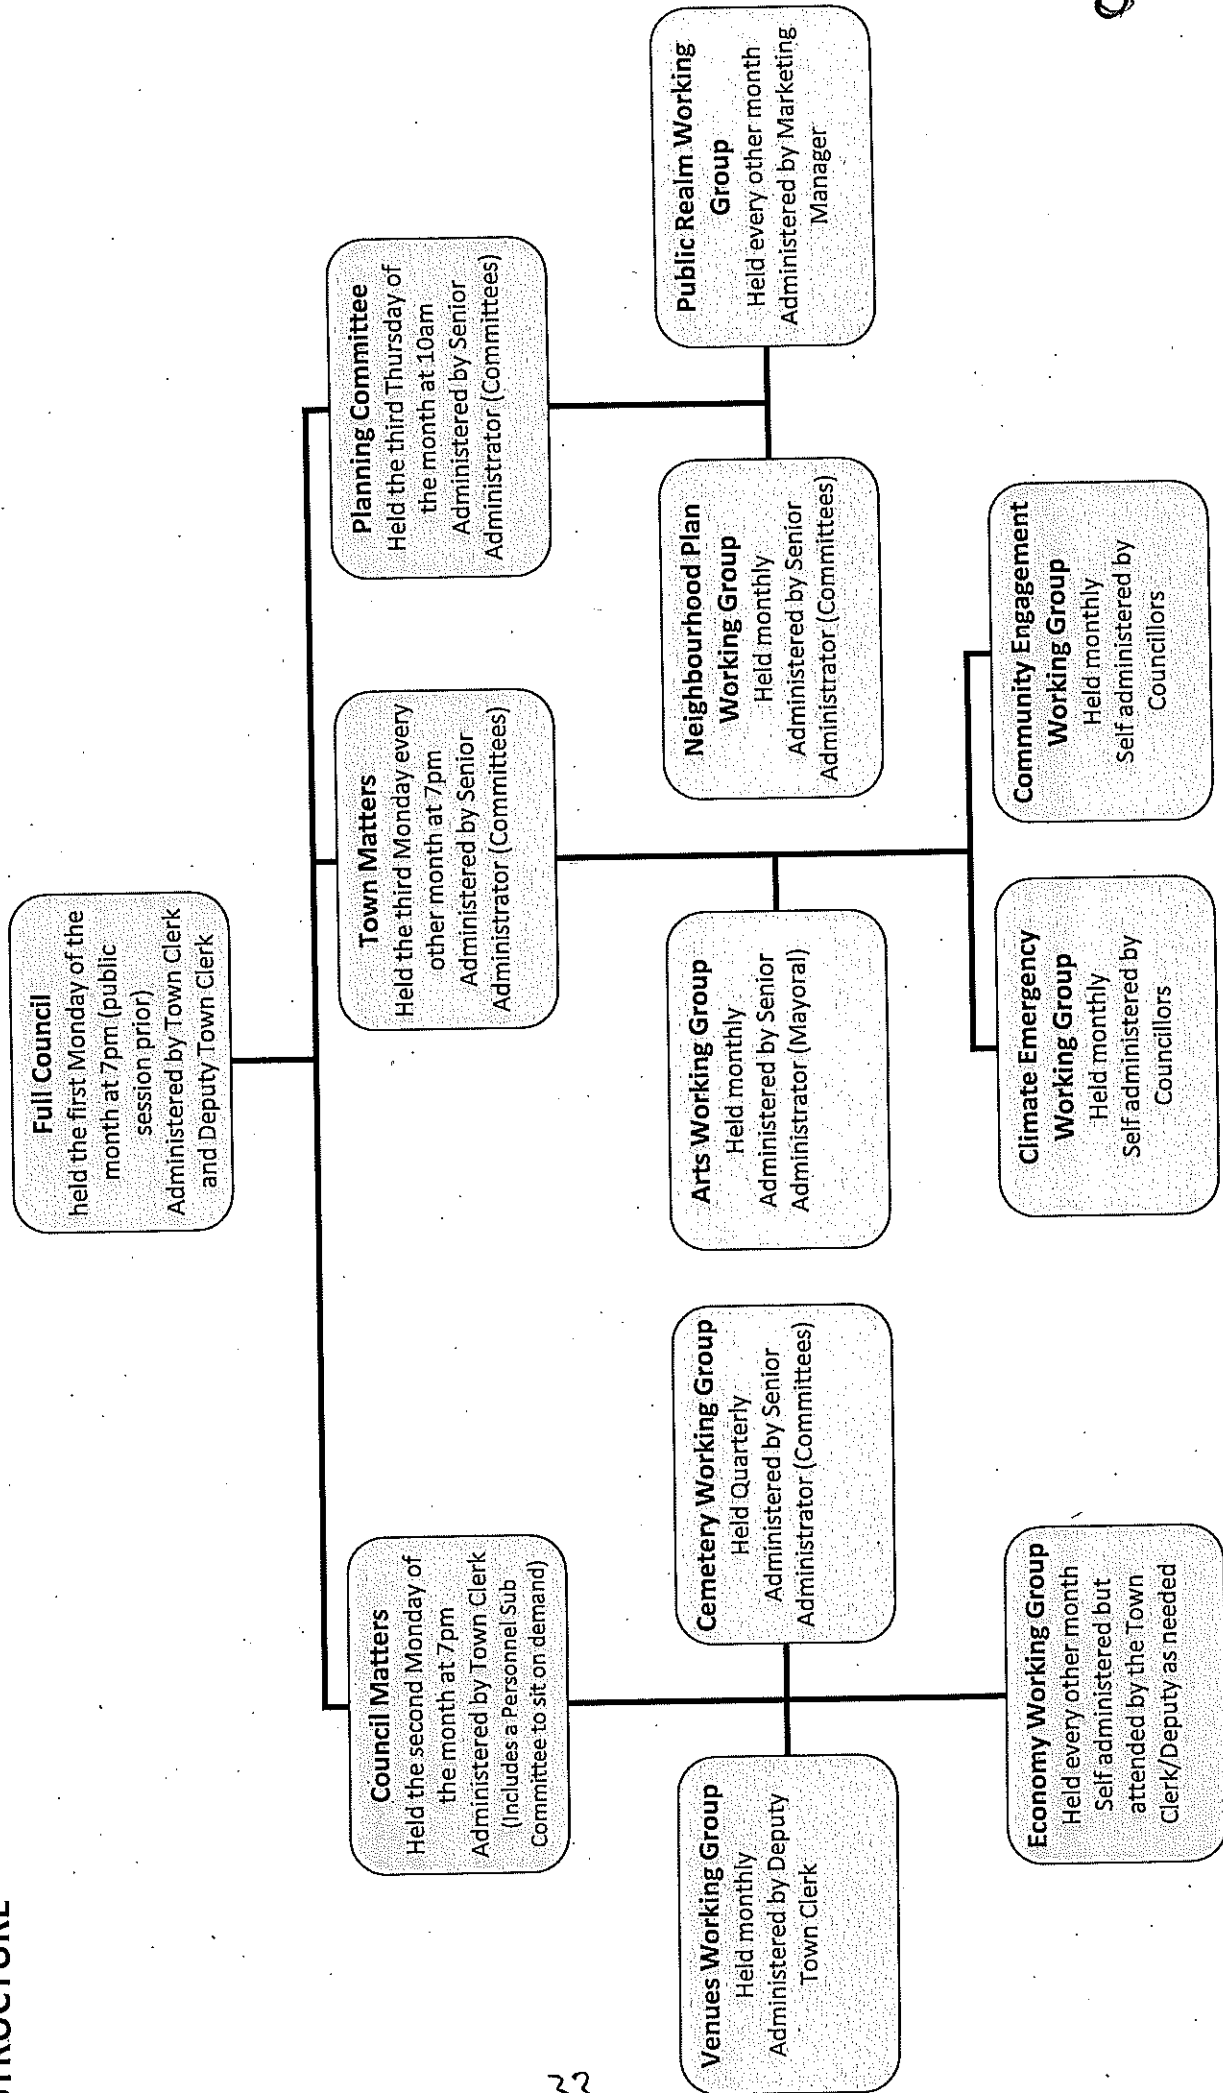 STRUCTURE
Full Council
held the first Monday of the
month at 7pm (public
session prior)
Administered by Town Clerk
and Deputy Town Clerk
Council Matters
Held the second Monday of
the month at 7pm
Administered by Town Clerk
(Includes a Personnel Sub
Committee to sit on demand)
Town Matters
Held the third Monday every
other month at 7pm
Administered by Senior
Administrator (Committees)
Planning Committee
Held the third Thursday of
the month at 10am
Administered by Senior
Administrator (Committees)
Venues Working Group
Held monthly
Administered by Deputy
Town Clerk
Cemetery Working Group
Held Quarterly
Administered by Senior
Administrator (Committees)
Arts Working Group
Held monthly
Administered by Senior
Administrator (Mayoral)
Neighbourhood Plan
Working Group
Held monthly
Administered by Senior
Administrator (Committees)
Public Realm Working
Group
Held every other month
Administered by Marketing
Manager
Economy Working Group
Held every other month
Self administered but
attended by the Town
Clerk/Deputy as needed
Climate Emergency
Working Group
Held monthly
Self administered by
Councillors
Community Engagement
Working Group
Held monthly
Self administered by
Councillors